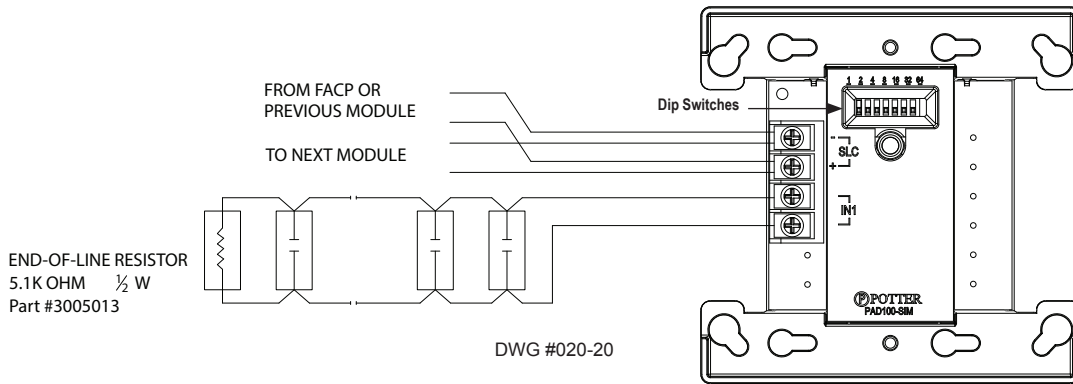 FROM FACP OR
PREVIOUS MODULE
TO NEXT MODULE
END-OF-LINE RESISTOR
5.1K OHM ½ W
Part #3005013
DWG #020-20
Dip Switches
1 2 4 8 16 32 64
-
SLC
+
IN1
P POTTER
PAD100-SIM